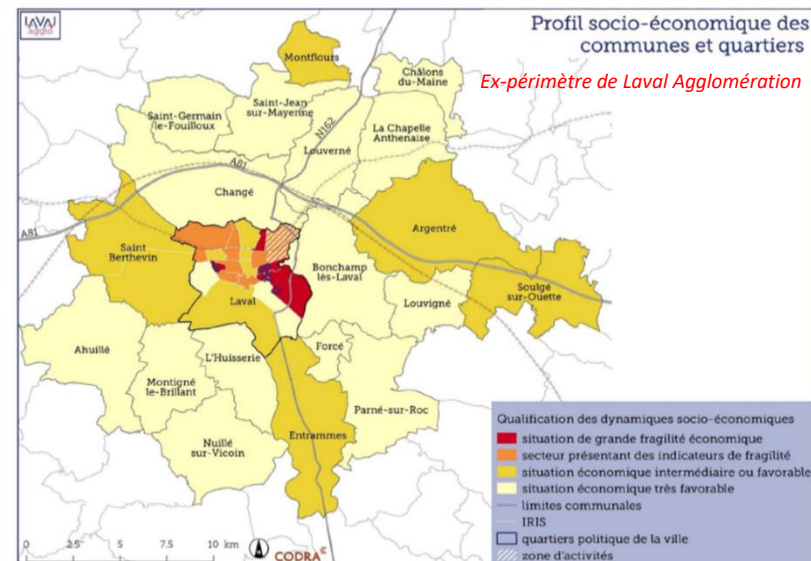 LAVAL
agglo
Profil socio-économique des
communes et quartiers
Ex-périmètre de Laval Agglomération
Montflours
Châlons
du-Maine
Saint-Germain
le-Fouilloux
Saint-Jean
sur-Mayenne
N162
La Chapelle
Anthenaise
Louverné
A81
Changé
A81
Argentré
Saint
Berthevin
Bonchamp
lès-Laval
Soulgé
sur-Ouette
Laval
Louvigné
Ahuillé
L'Huisserie
Forcé
Montigné
le-Brillant
Parné-sur-Roc
Entrammes
Nuillé
sur-Vicoin
Qualification des dynamiques socio-économiques
situation de grande fragilité économique
secteur présentant des indicateurs de fragilité
situation économique intermédiaire ou favorable
situation économique très favorable
limites communales
IRIS
quartiers politique de la ville
zone d'activités
0 2.5 5 10 km
CODRA